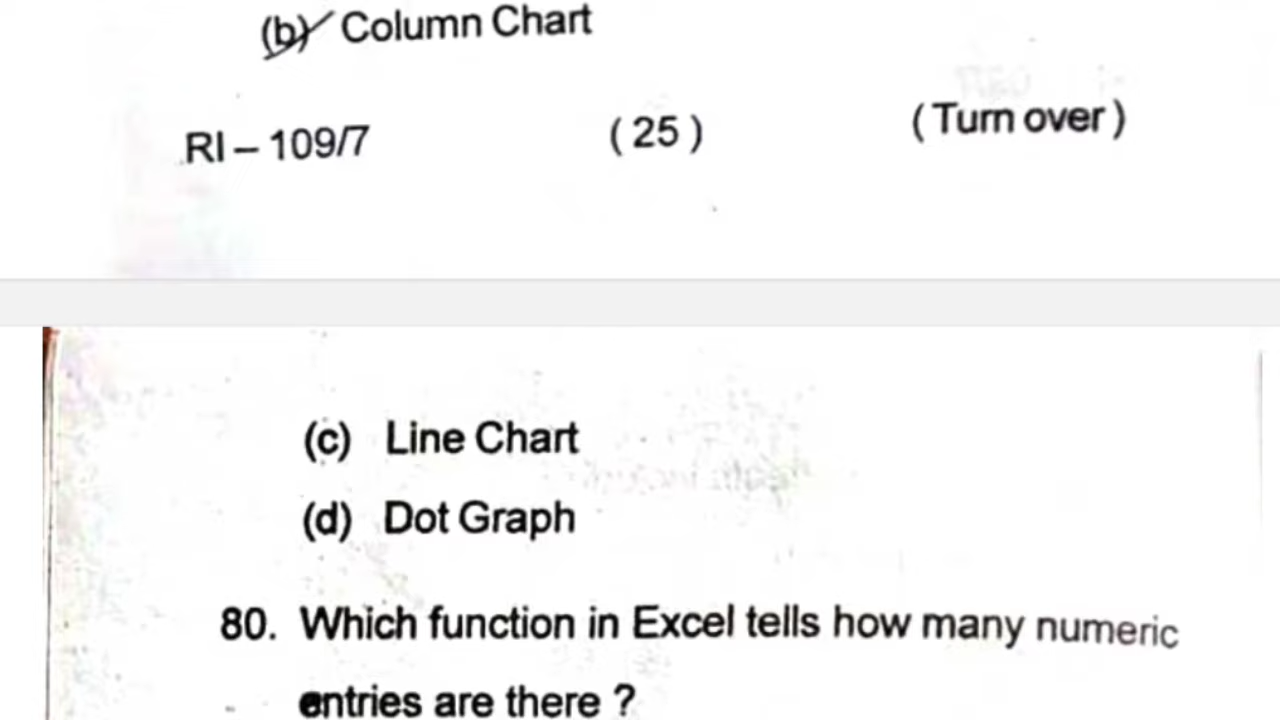 (b) Column Chart
RI – 109/7 (25) (Turn over)
(c) Line Chart
(d) Dot Graph
80. Which function in Excel tells how many numeric
entries are there ?